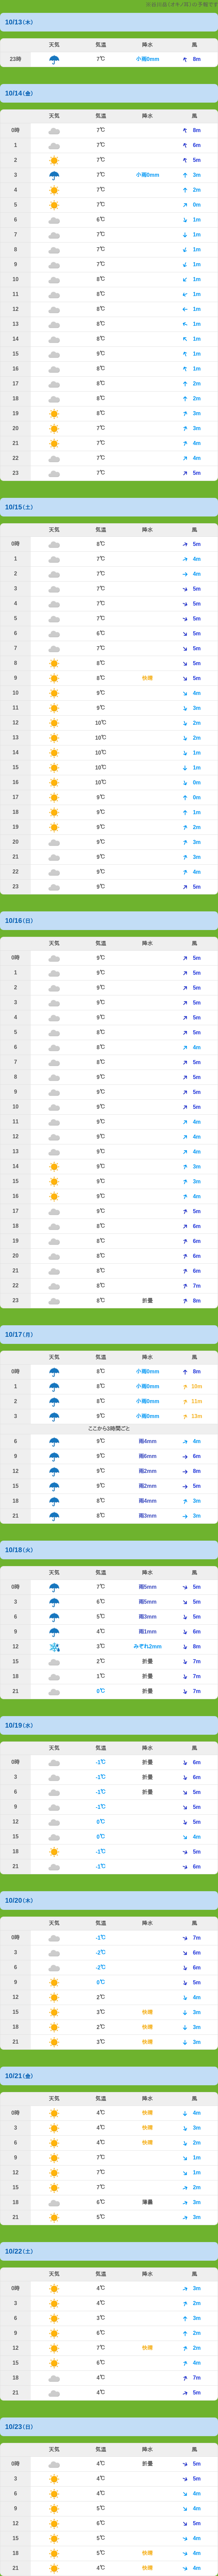 10/13(木)
天気 気温 降水 風
23時 7℃ 小雨0mm 8m
10/14(金)
天気 気温 降水 風
0時 7℃ 8m
1 7℃ 6m
2 7℃ 5m
3 7℃ 小雨0mm 3m
4 7℃ 2m
5 7℃ 0m
6 6℃ 1m
7 7℃ 1m
8 7℃ 1m
9 7℃ 1m
10 8℃ 1m
11 8℃ 1m
12 8℃ 1m
13 8℃ 1m
14 8℃ 1m
15 9℃ 1m
16 8℃ 1m
17 8℃ 2m
18 8℃ 2m
19 8℃ 3m
20 7℃ 3m
21 7℃ 4m
22 7℃ 4m
23 7℃ 5m
10/15(土)
天気 気温 降水 風
0時 8℃ 5m
1 7℃ 4m
2 7℃ 4m
3 7℃ 5m
4 7℃ 5m
5 7℃ 5m
6 6℃ 5m
7 7℃ 5m
8 8℃ 5m
9 8℃ 快晴 5m
10 9℃ 4m
11 9℃ 3m
12 10℃ 2m
13 10℃ 2m
14 10℃ 1m
15 10℃ 1m
16 10℃ 0m
17 9℃ 0m
18 9℃ 1m
19 9℃ 2m
20 9℃ 3m
21 9℃ 3m
22 9℃ 4m
23 9℃ 5m
10/16(日)
天気 気温 降水 風
0時 9℃ 5m
1 9℃ 5m
2 9℃ 5m
3 9℃ 5m
4 9℃ 5m
5 8℃ 5m
6 8℃ 4m
7 8℃ 5m
8 9℃ 5m
9 9℃ 5m
10 9℃ 5m
11 9℃ 4m
12 9℃ 4m
13 9℃ 4m
14 9℃ 3m
15 9℃ 3m
16 9℃ 4m
17 9℃ 5m
18 8℃ 6m
19 8℃ 6m
20 8℃ 6m
21 8℃ 6m
22 8℃ 7m
23 8℃ 折曇 8m
10/17(月)
天気 気温 降水 風
0時 8℃ 小雨0mm 8m
1 8℃ 小雨0mm 10m
2 8℃ 小雨0mm 11m
3 9℃ 小雨0mm 13m
ここから3時間ごと
6 9℃ 雨4mm 4m
9 9℃ 雨6mm 6m
12 9℃ 雨2mm 8m
15 9℃ 雨2mm 5m
18 8℃ 雨4mm 3m
21 8℃ 雨3mm 3m
10/18(火)
天気 気温 降水 風
0時 7℃ 雨5mm 5m
3 6℃ 雨5mm 5m
6 5℃ 雨3mm 5m
9 4℃ 雨1mm 6m
12 3℃ みぞれ2mm 8m
15 2℃ 折曇 7m
18 1℃ 折曇 7m
21 0℃ 折曇 7m
10/19(水)
天気 気温 降水 風
0時 -1℃ 折曇 6m
3 -1℃ 折曇 6m
6 -1℃ 折曇 5m
9 -1℃ 5m
12 0℃ 5m
15 0℃ 4m
18 -1℃ 5m
21 -1℃ 6m
10/20(木)
天気 気温 降水 風
0時 -1℃ 7m
3 -2℃ 6m
6 -2℃ 6m
9 0℃ 5m
12 2℃ 4m
15 3℃ 快晴 3m
18 2℃ 快晴 3m
21 3℃ 快晴 3m
10/21(金)
天気 気温 降水 風
0時 4℃ 快晴 4m
3 4℃ 快晴 3m
6 4℃ 快晴 2m
9 7℃ 1m
12 7℃ 1m
15 7℃ 2m
18 6℃ 薄曇 3m
21 5℃ 3m
10/22(土)
天気 気温 降水 風
0時 4℃ 3m
3 4℃ 2m
6 3℃ 3m
9 6℃ 2m
12 7℃ 快晴 2m
15 6℃ 4m
18 4℃ 7m
21 4℃ 5m
10/23(日)
天気 気温 降水 風
0時 4℃ 折曇 5m
3 4℃ 5m
6 4℃ 4m
9 5℃ 4m
12 6℃ 5m
15 5℃ 4m
18 5℃ 快晴 4m
21 4℃ 快晴 4m